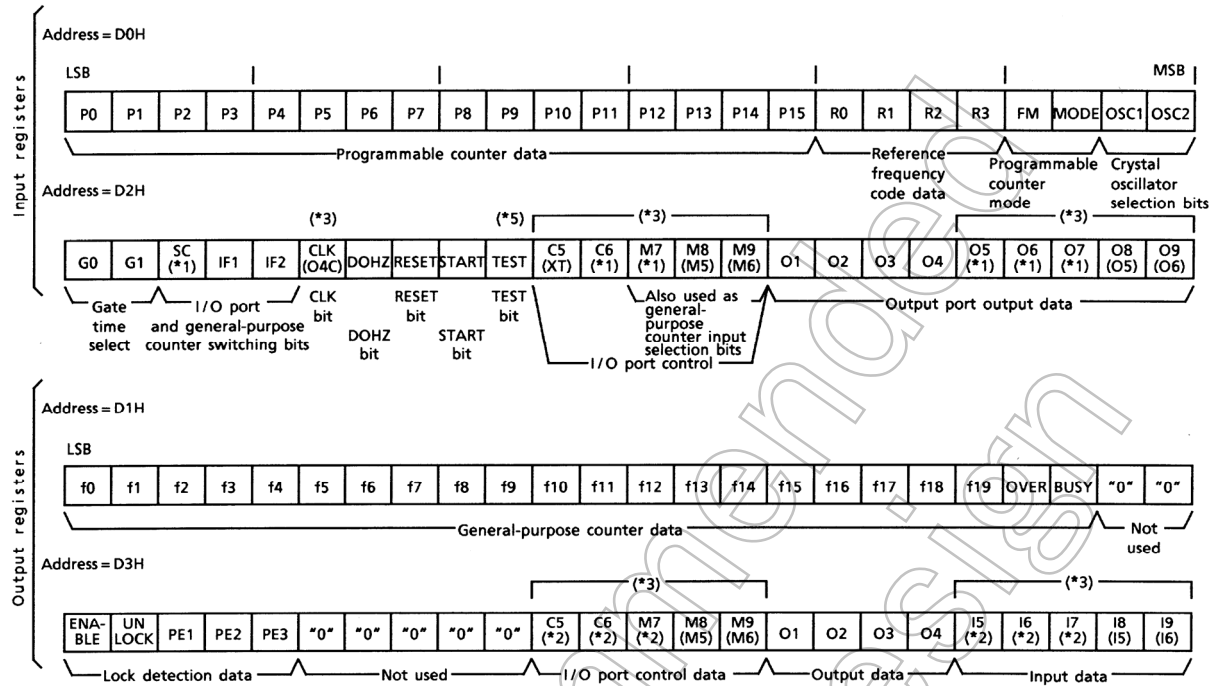 Input registers
Address = D0H
LSB MSB
P0 P1 P2 P3 P4 P5 P6 P7 P8 P9 P10 P11 P12 P13 P14 P15 R0 R1 R2 R3 FM MODE OSC1 OSC2
Programmable counter data
Reference frequency code data
Programmable counter mode
Crystal oscillator selection bits
Address = D2H
(*3) (*5) (*3) (*3)
G0 G1 SC (*1) IF1 IF2 CLK (O4C) DOHZ RESET START TEST C5 (XT) C6 (*1) M7 (*1) M8 (M5) M9 (M6) O1 O2 O3 O4 O5 (*1) O6 (*1) O7 (*1) O8 (O5) O9 (O6)
Gate time select
I/O port and general-purpose counter switching bits
CLK bit
DOHZ bit
RESET bit
START bit
TEST bit
Also used as general-purpose counter input selection bits
I/O port control
Output port output data
Output registers
Address = D1H
LSB
f0 f1 f2 f3 f4 f5 f6 f7 f8 f9 f10 f11 f12 f13 f14 f15 f16 f17 f18 f19 OVER BUSY "0" "0"
General-purpose counter data
Not used
Address = D3H
(*3) (*3)
ENA-BLE UN LOCK PE1 PE2 PE3 "0" "0" "0" "0" "0" C5 (*2) C6 (*2) M7 (*2) M8 (M5) M9 (M6) O1 O2 O3 O4 I5 (*2) I6 (*2) I7 (*2) I8 (I5) I9 (I6)
Lock detection data
Not used
I/O port control data
Output data
Input data